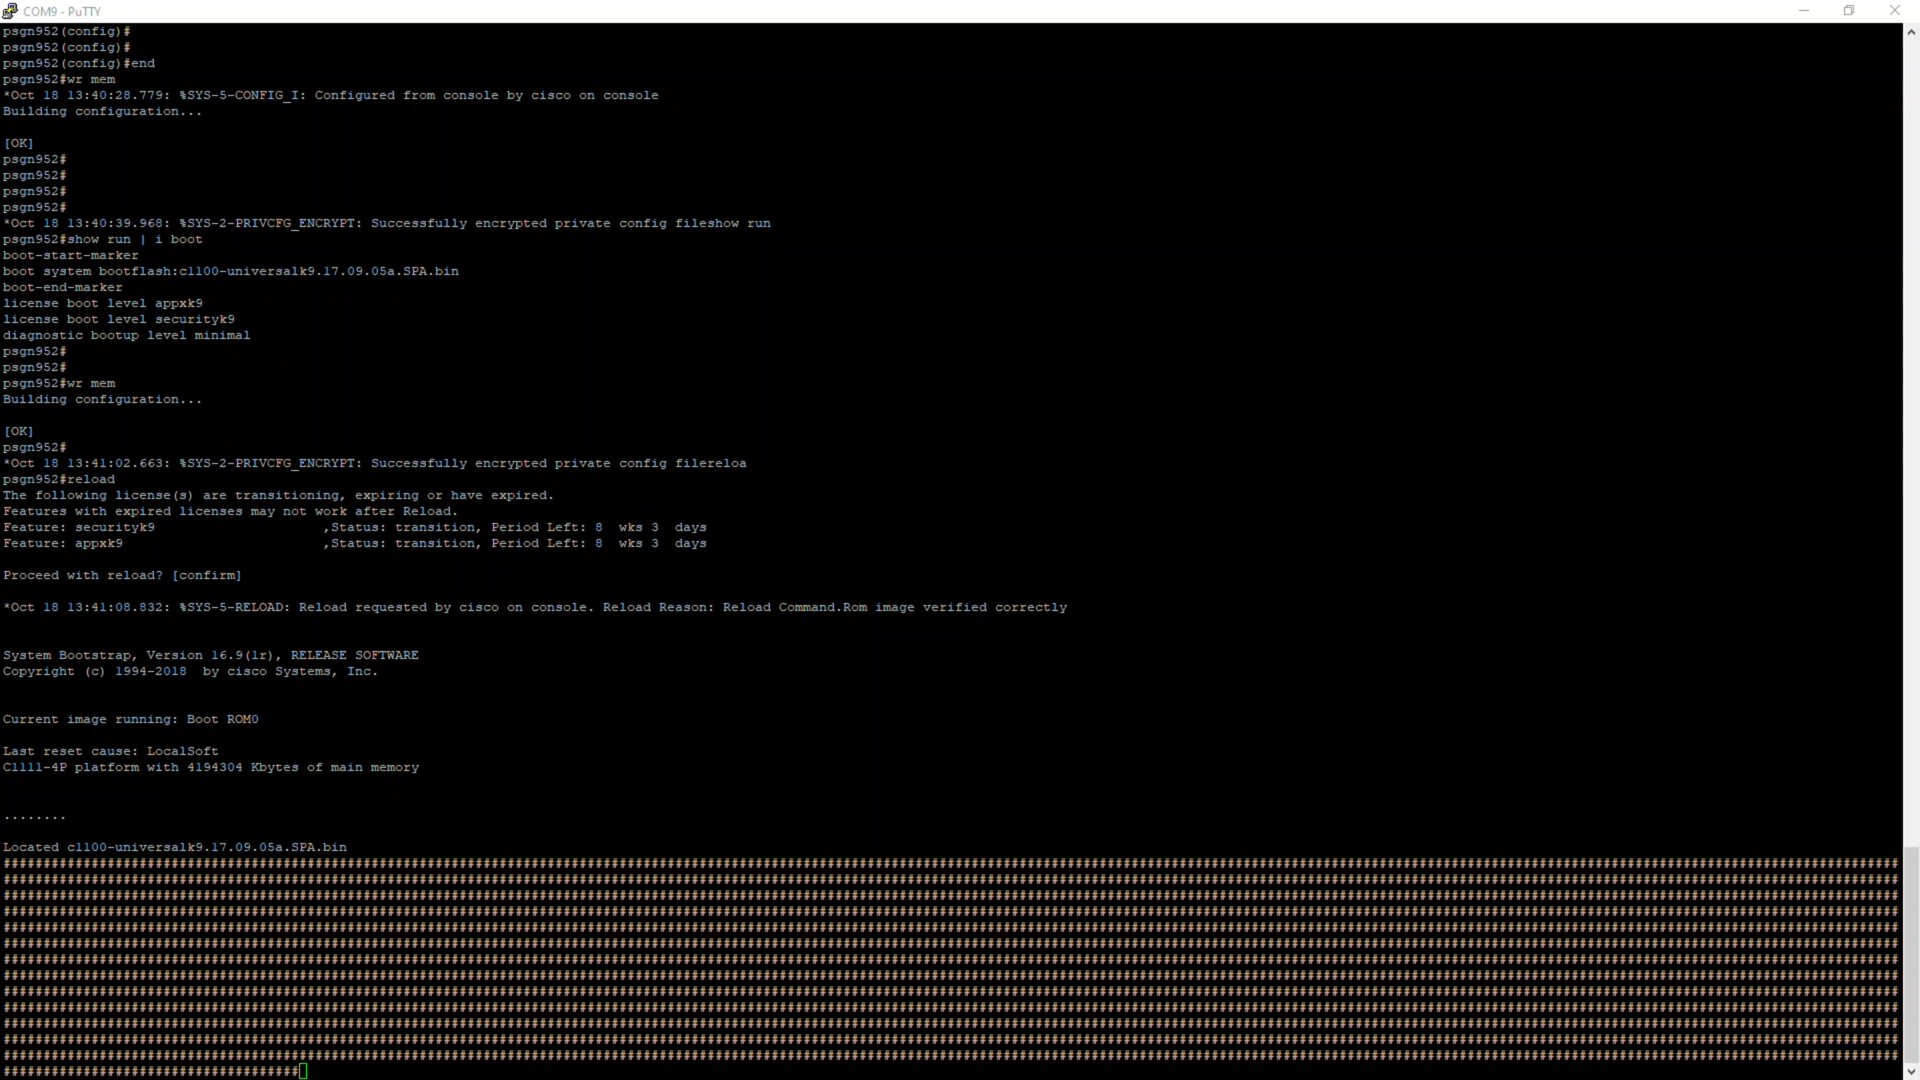 COM9 - PuTTY
psgn952(config)#
psgn952(config)#
psgn952(config)#end
psgn952#wr mem
*Oct 18 13:40:28.779: %SYS-5-CONFIG_I: Configured from console by cisco on console
Building configuration...
[OK]
psgn952#
psgn952#
psgn952#
psgn952#
*Oct 18 13:40:39.968: %SYS-2-PRIVCFG_ENCRYPT: Successfully encrypted private config fileshow run
psgn952#show run | i boot
boot-start-marker
boot system bootflash:c1100-universalk9.17.09.05a.SPA.bin
boot-end-marker
license boot level appxk9
license boot level securityk9
diagnostic bootup level minimal
psgn952#
psgn952#
psgn952#wr mem
Building configuration...
[OK]
psgn952#
*Oct 18 13:41:02.663: %SYS-2-PRIVCFG_ENCRYPT: Successfully encrypted private config filereloa
psgn952#reload
The following license(s) are transitioning, expiring or have expired.
Features with expired licenses may not work after Reload.
Feature: securityk9                     ,Status: transition, Period Left: 8  wks 3  days
Feature: appxk9                         ,Status: transition, Period Left: 8  wks 3  days
Proceed with reload? [confirm]
*Oct 18 13:41:08.832: %SYS-5-RELOAD: Reload requested by cisco on console. Reload Reason: Reload Command.Rom image verified correctly
System Bootstrap, Version 16.9(1r), RELEASE SOFTWARE
Copyright (c) 1994-2018  by cisco Systems, Inc.
Current image running: Boot ROM0
Last reset cause: LocalSoft
C1111-4P platform with 4194304 Kbytes of main memory
........
Located c1100-universalk9.17.09.05a.SPA.bin